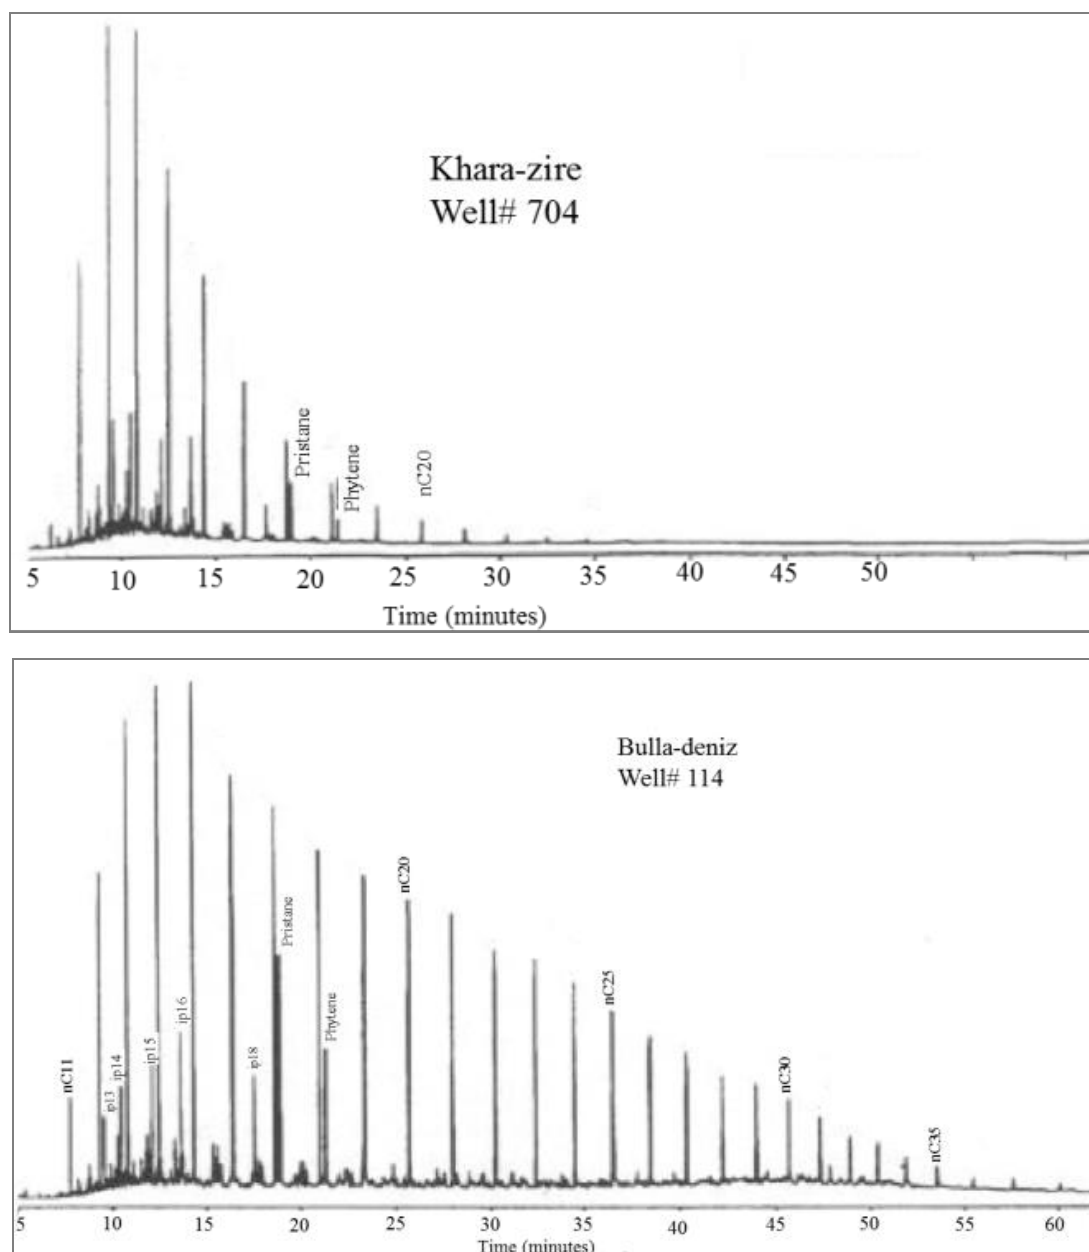 Khara-zire
Well# 704
Pristane
Phytene
nC20
5 10 15 20 25 30 35 40 45 50
Time (minutes)
Bulla-deniz
Well# 114
nC11
ip13
ip14
ip15
ip16
ip18
Pristane
Phytene
nC20
nC25
nC30
nC35
5 10 15 20 25 30 35 40 45 50 55 60
Time (minutes)